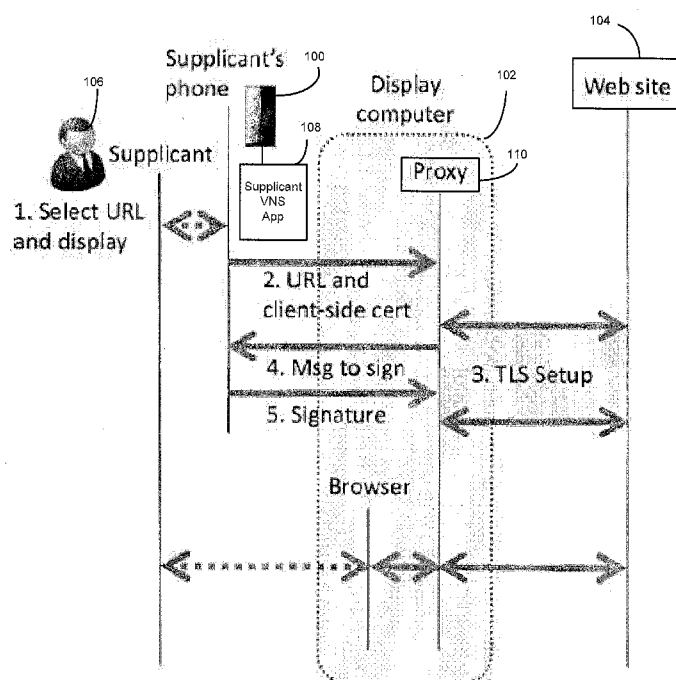 104
Web site
Supplicant's
phone
100
106
Display
computer
102
Supplicant
108
Supplicant
VNS
App
Proxy
110
1. Select URL
and display
2. URL and
client-side cert
4. Msg to sign
3. TLS Setup
5. Signature
Browser